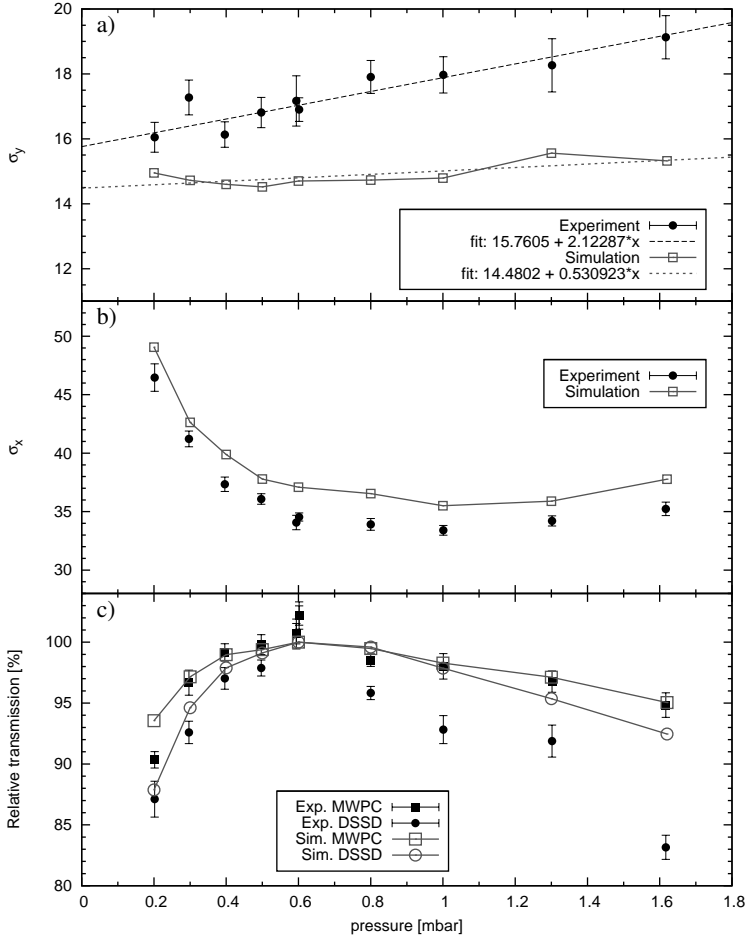 a)
20
18
16
14
12
σy
Experiment
fit: 15.7605 + 2.12287*x
Simulation
fit: 14.4802 + 0.530923*x
b)
50
45
40
35
30
σx
Experiment
Simulation
c)
100
95
90
85
80
Relative transmission [%]
Exp. MWPC
Exp. DSSD
Sim. MWPC
Sim. DSSD
0 0.2 0.4 0.6 0.8 1 1.2 1.4 1.6 1.8
pressure [mbar]